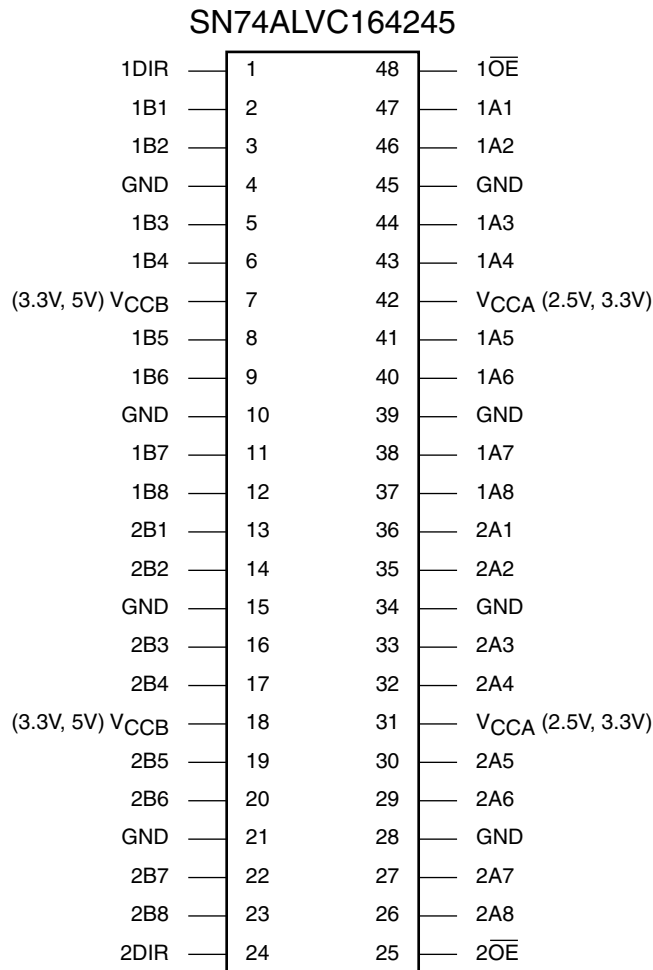 SN74ALVC164245
1DIR 1 48 1O̅E̅
1B1 2 47 1A1
1B2 3 46 1A2
GND 4 45 GND
1B3 5 44 1A3
1B4 6 43 1A4
(3.3V, 5V) VCCB 7 42 VCCA (2.5V, 3.3V)
1B5 8 41 1A5
1B6 9 40 1A6
GND 10 39 GND
1B7 11 38 1A7
1B8 12 37 1A8
2B1 13 36 2A1
2B2 14 35 2A2
GND 15 34 GND
2B3 16 33 2A3
2B4 17 32 2A4
(3.3V, 5V) VCCB 18 31 VCCA (2.5V, 3.3V)
2B5 19 30 2A5
2B6 20 29 2A6
GND 21 28 GND
2B7 22 27 2A7
2B8 23 26 2A8
2DIR 24 25 2O̅E̅